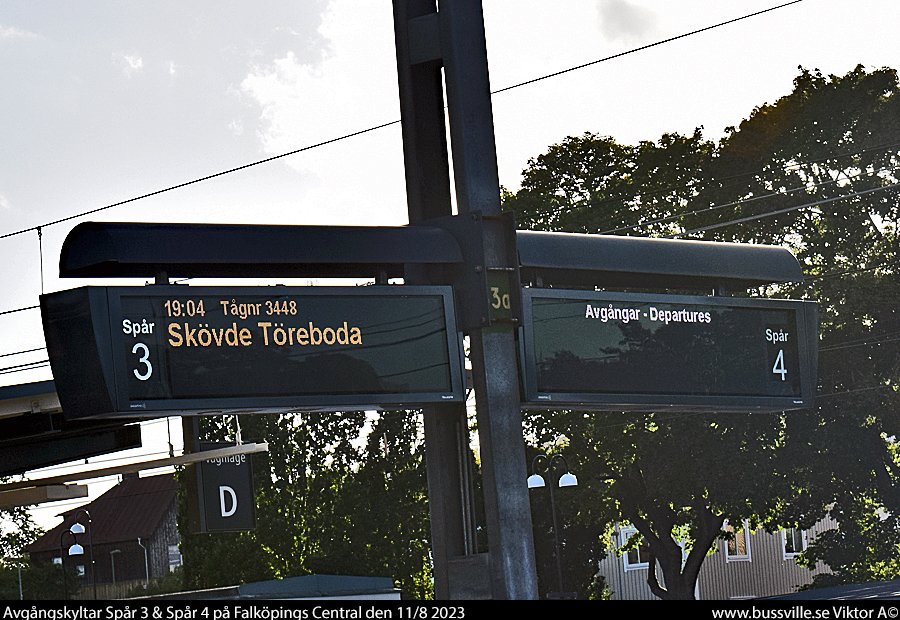 19:04 Tågnr 3448
Spår
3
Skövde Töreboda
3a
Avgångar - Departures
Spår
4
D
Avgångskyltar Spår 3 & Spår 4 på Falköpings Central den 11/8 2023
www.bussville.se Viktor A©